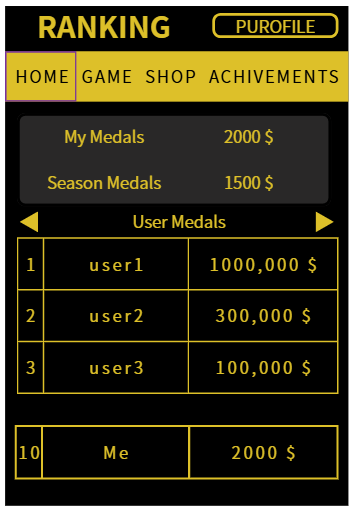 RANKING PUROFILE
HOME GAME SHOP ACHIVEMENTS
My Medals 2000 $
Season Medals 1500 $
User Medals
1 user1 1000,000 $
2 user2 300,000 $
3 user3 100,000 $
10 Me 2000 $